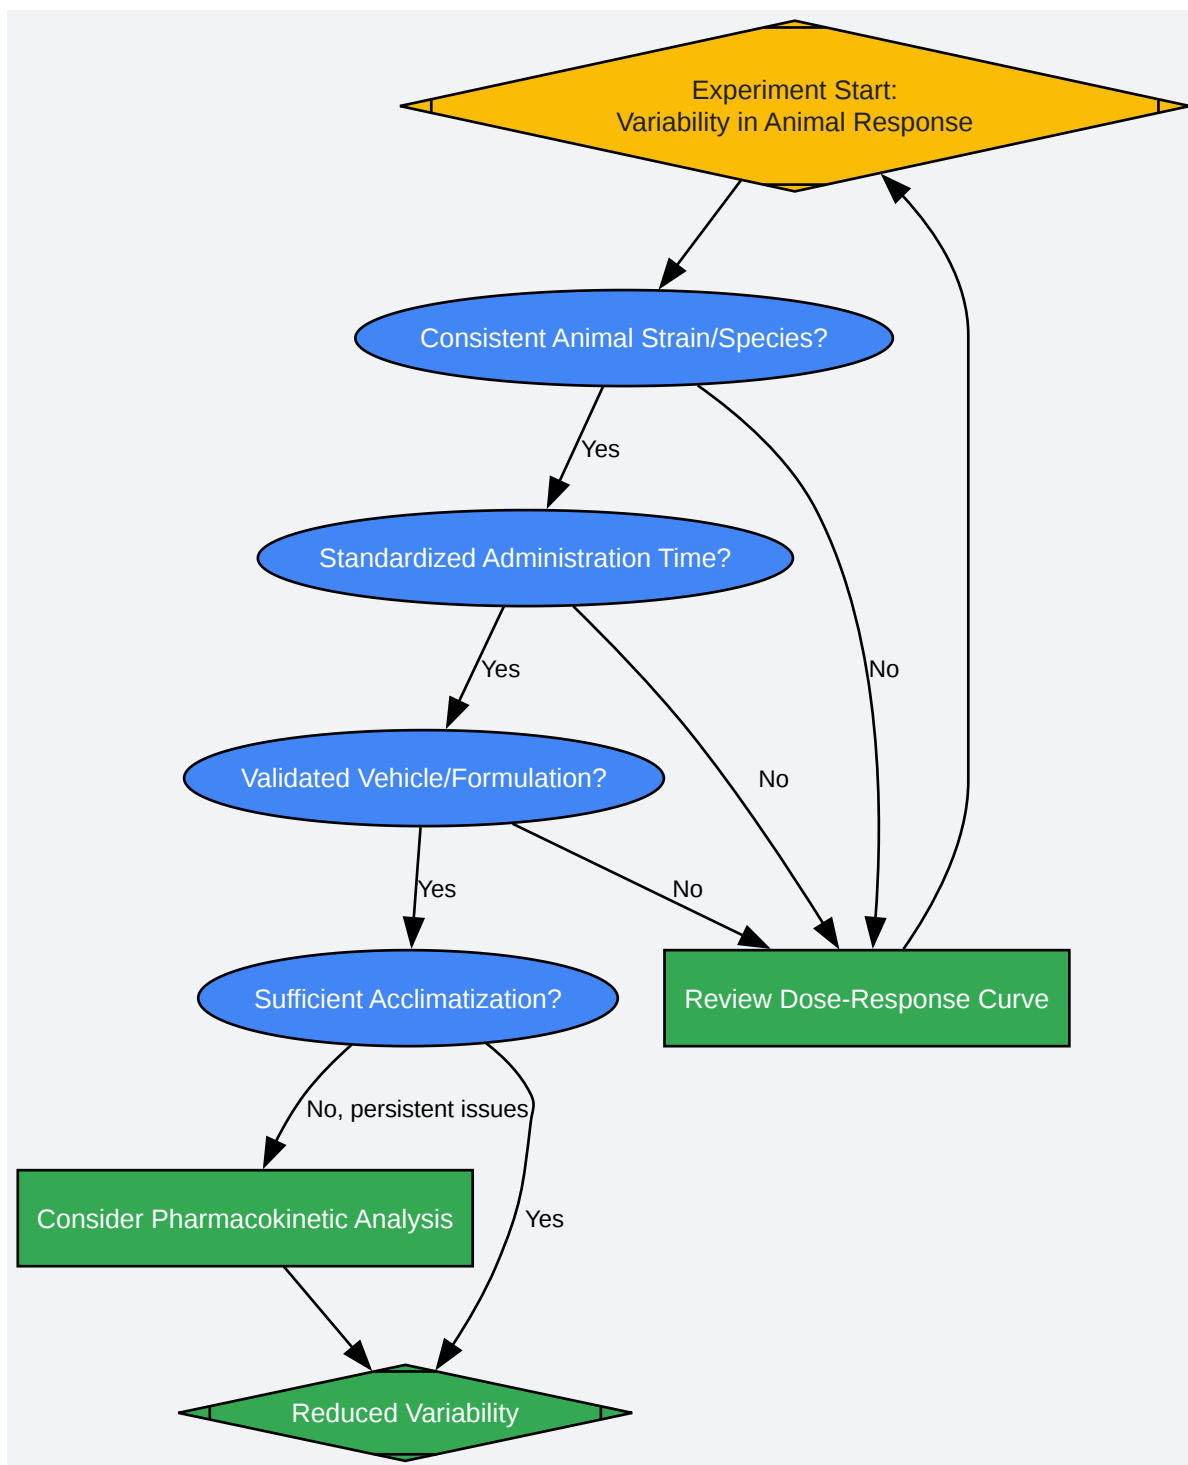 Experiment Start:
Variability in Animal Response
Consistent Animal Strain/Species?
Yes
Standardized Administration Time?
Yes
No
Validated Vehicle/Formulation?
No
Yes
No
Sufficient Acclimatization?
Review Dose-Response Curve
No, persistent issues
Consider Pharmacokinetic Analysis
Yes
Reduced Variability